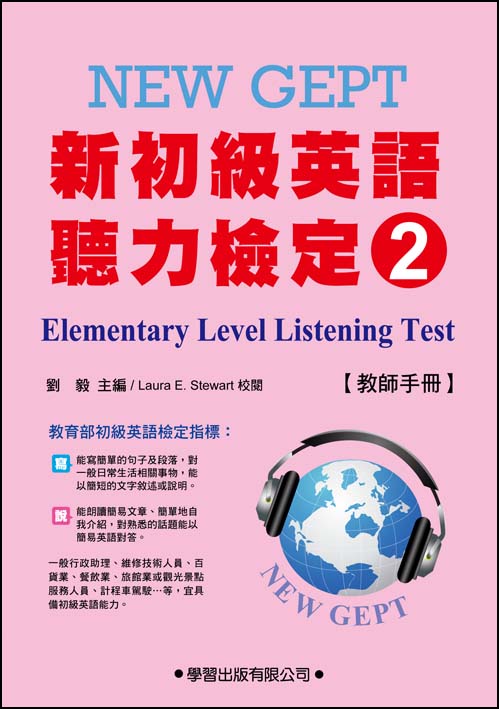 NEW GEPT
新初級英語
聽力檢定2
Elementary Level Listening Test
劉 毅 主編 / Laura E. Stewart 校閱
【教師手冊】
教育部初級英語檢定指標：
寫 能寫簡單的句子及段落，對
一般日常生活相關事物，能
以簡短的文字敘述或說明。
說 能朗讀簡易文章、簡單地自
我介紹，對熟悉的話題能以
簡易英語對答。
一般行政助理、維修技術人員、百
貨業、餐飲業、旅館業或觀光景點
服務人員、計程車駕駛…等，宜具
備初級英語能力。
NEW GEPT
●學習出版有限公司●